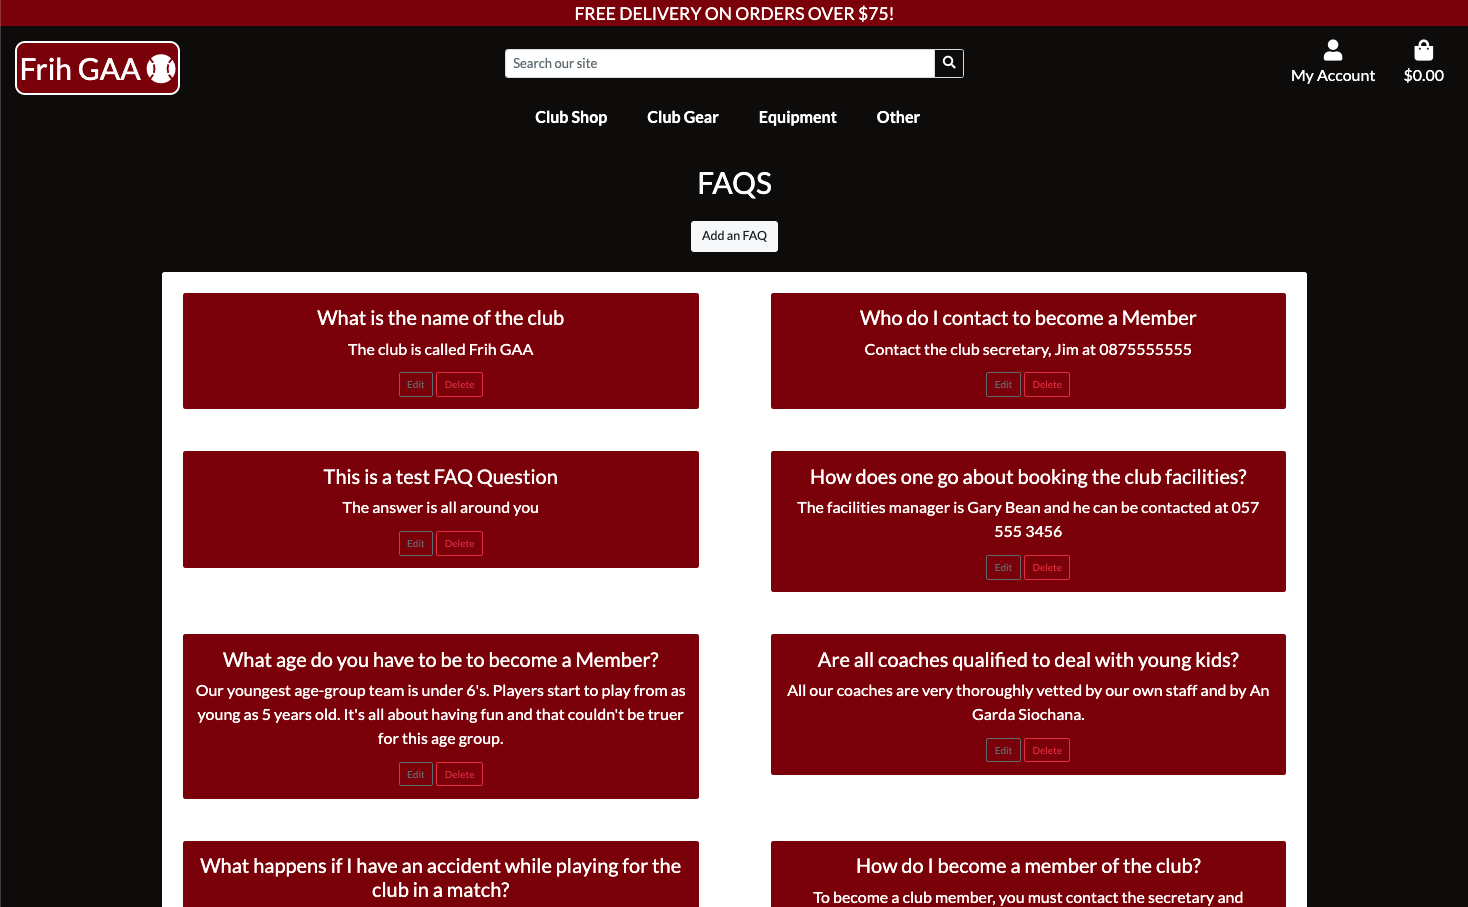 FREE DELIVERY ON ORDERS OVER $75!
Frih GAA
Search our site
My Account
$0.00
Club Shop
Club Gear
Equipment
Other
FAQS
Add an FAQ
What is the name of the club
The club is called Frih GAA
Edit
Delete
Who do I contact to become a Member
Contact the club secretary, Jim at 0875555555
Edit
Delete
This is a test FAQ Question
The answer is all around you
Edit
Delete
How does one go about booking the club facilities?
The facilities manager is Gary Bean and he can be contacted at 057
555 3456
Edit
Delete
What age do you have to be to become a Member?
Our youngest age-group team is under 6's. Players start to play from as
young as 5 years old. It's all about having fun and that couldn't be truer
for this age group.
Edit
Delete
Are all coaches qualified to deal with young kids?
All our coaches are very thoroughly vetted by our own staff and by An
Garda Siochana.
Edit
Delete
What happens if I have an accident while playing for the
club in a match?
How do I become a member of the club?
To become a club member, you must contact the secretary and